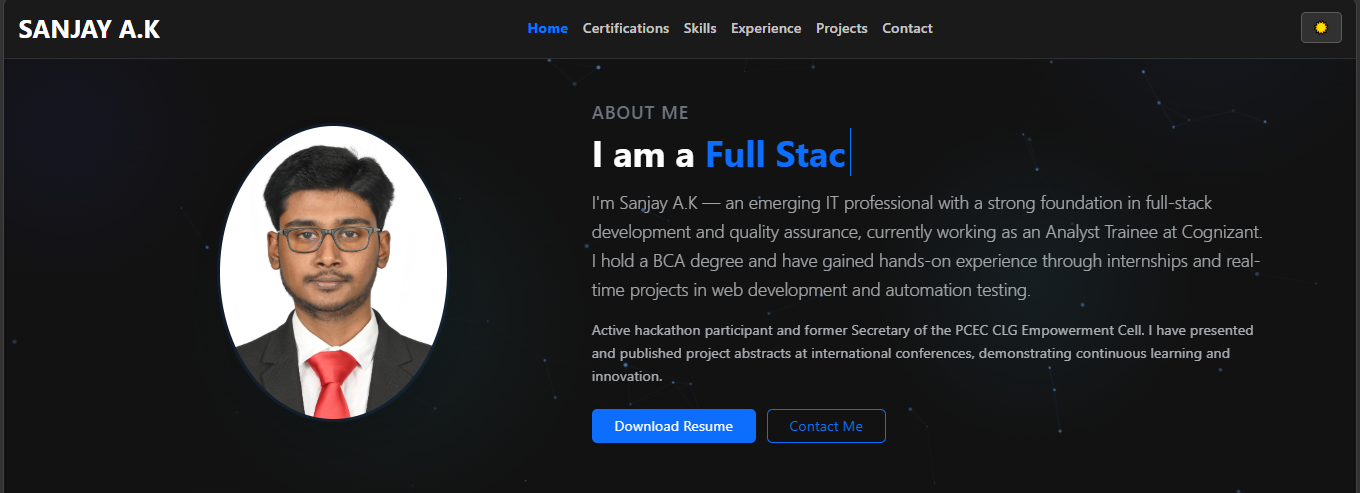 SANJAY A.K
Home Certifications Skills Experience Projects Contact
ABOUT ME
I am a Full Stac
I'm Sanjay A.K — an emerging IT professional with a strong foundation in full-stack
development and quality assurance, currently working as an Analyst Trainee at Cognizant.
I hold a BCA degree and have gained hands-on experience through internships and real-
time projects in web development and automation testing.
Active hackathon participant and former Secretary of the PCEC CLG Empowerment Cell. I have presented
and published project abstracts at international conferences, demonstrating continuous learning and
innovation.
Download Resume Contact Me